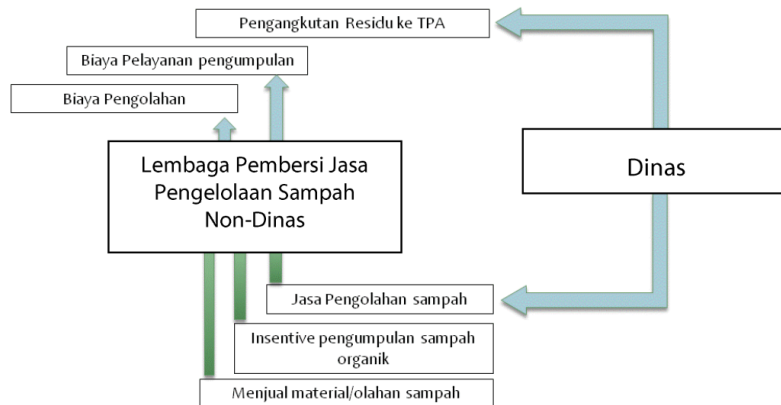 Pengangkutan Residu ke TPA
Biaya Pelayanan pengumpulan
Biaya Pengolahan
Lembaga Pembersi Jasa
Pengelolaan Sampah
Non-Dinas
Dinas
Jasa Pengolahan sampah
Insentive pengumpulan sampah
organik
Menjual material/olahan sampah